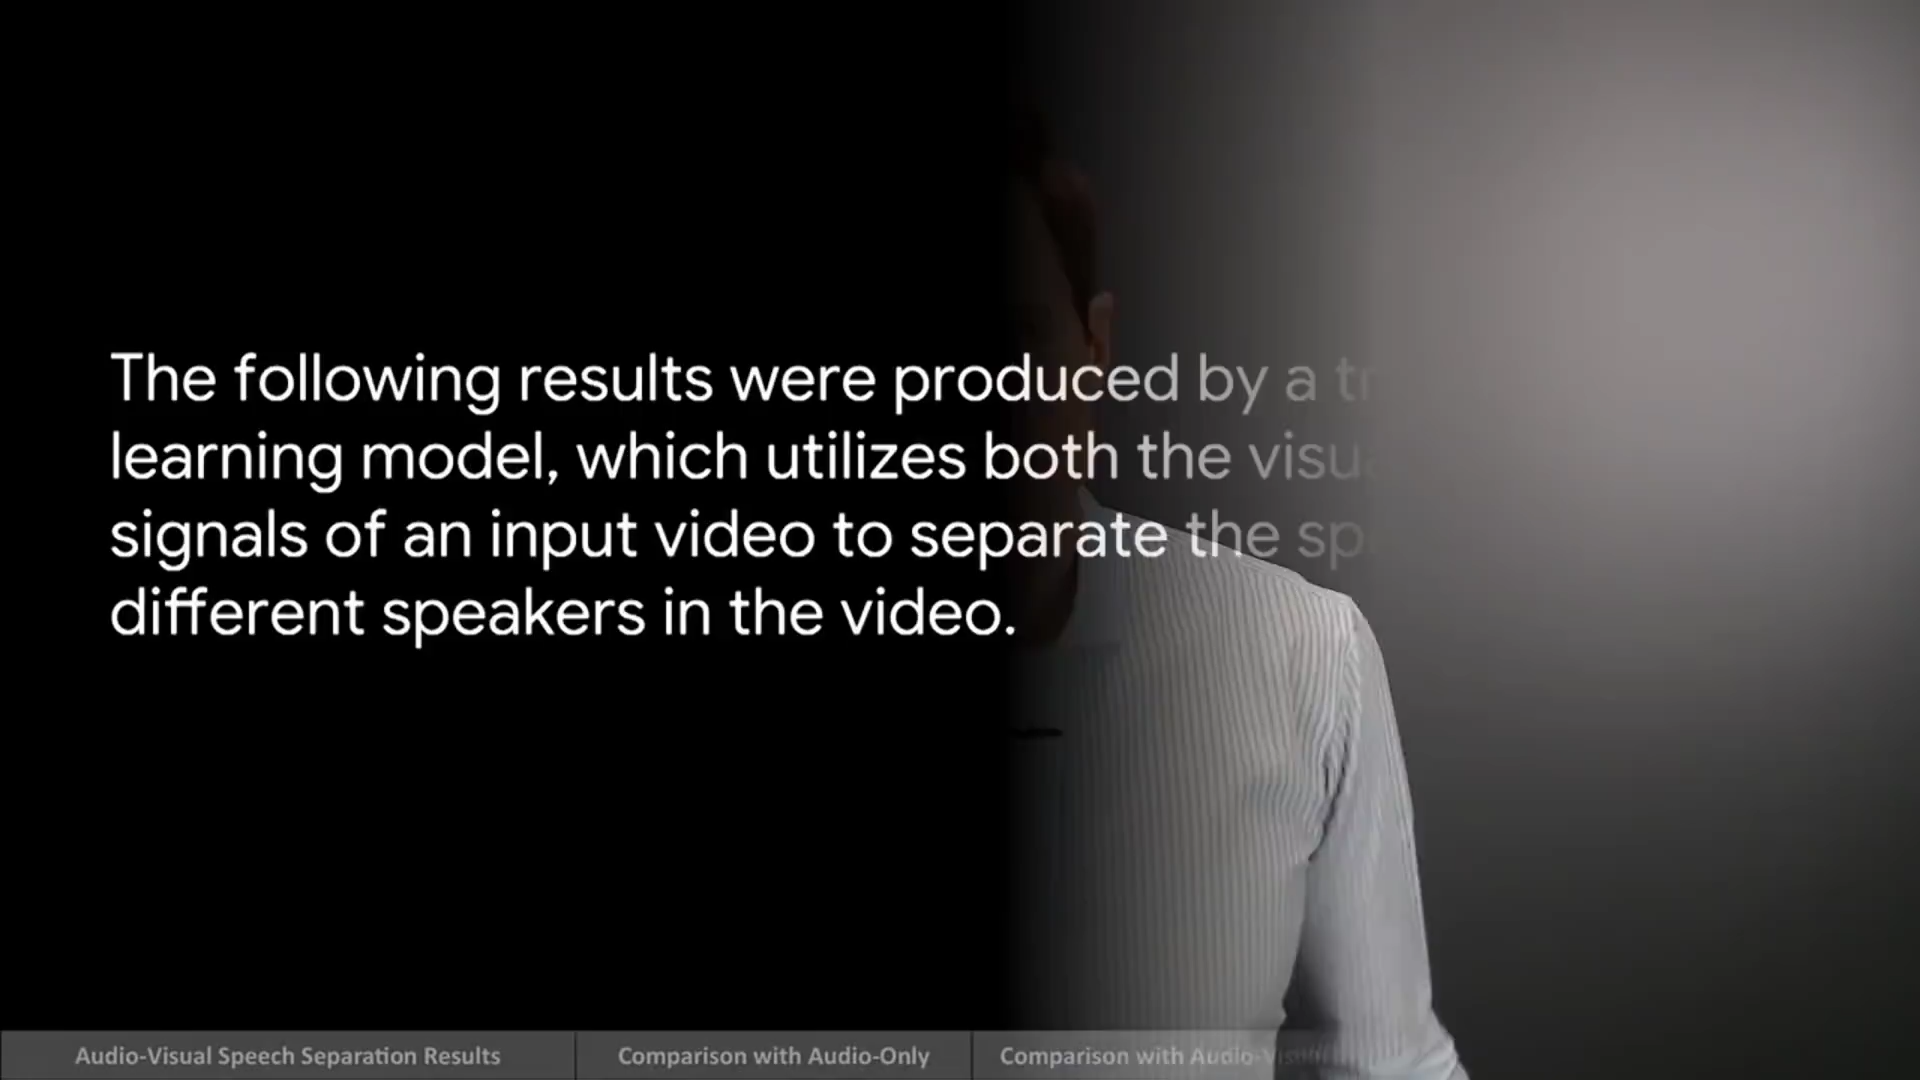 The following results were produced by a
learning model, which utilizes both the
signals of an input video to separate the
different speakers in the video.
Audio-Visual Speech Separation Results
Comparison with Audio-Only
Comparison with